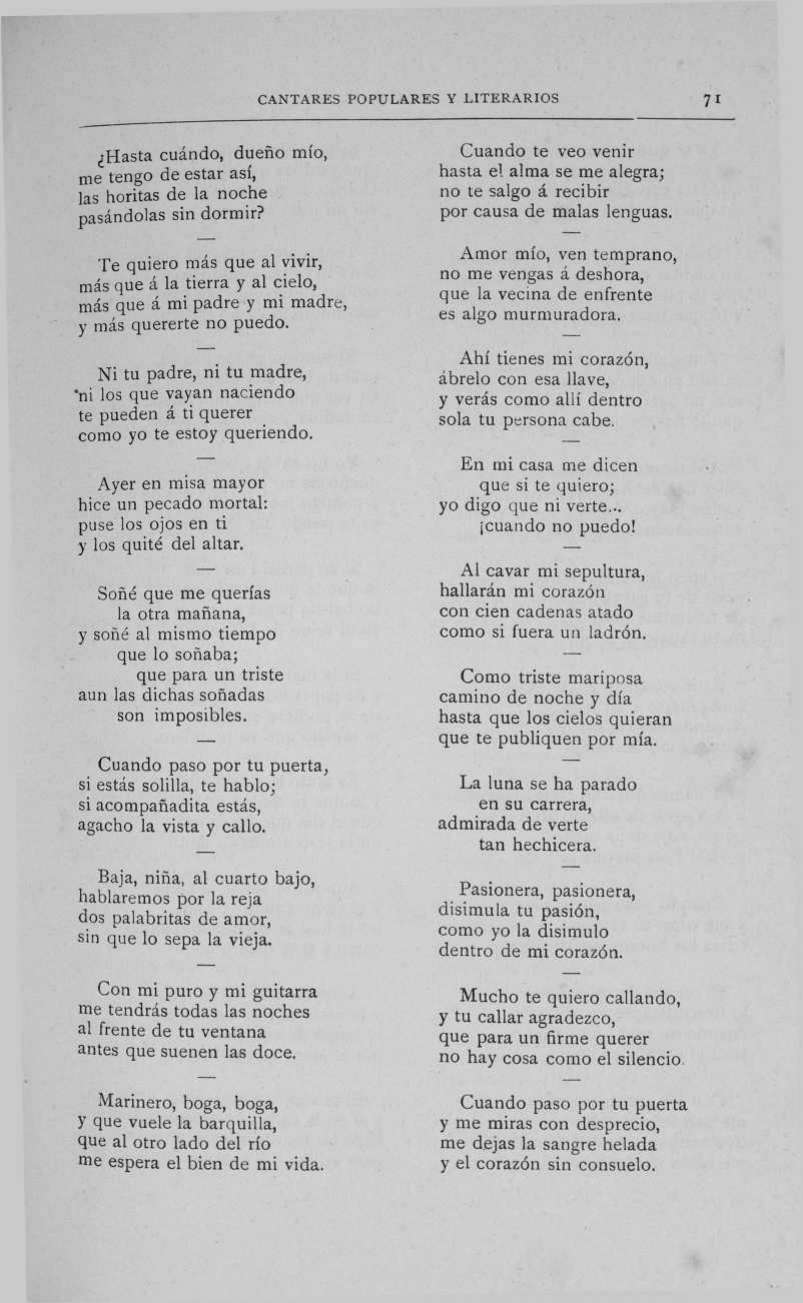 CANTARES POPULARES Y LITERARIOS 71
¿Hasta cuándo, dueño mío,
me tengo de estar así,
las horitas de la noche
pasándolas sin dormir?
—
Te quiero más que al vivir,
más que á la tierra y al cielo,
más que á mi padre y mi madre,
y más quererte no puedo.
—
Ni tu padre, ni tu madre,
ni los que vayan naciendo
te pueden á ti querer
como yo te estoy queriendo.
—
Ayer en misa mayor
hice un pecado mortal:
puse los ojos en ti
y los quité del altar.
—
Soñé que me querías
la otra mañana,
y soñé al mismo tiempo
que lo soñaba;
que para un triste
aun las dichas soñadas
son imposibles.
—
Cuando paso por tu puerta,
si estás solilla, te hablo;
si acompañadita estás,
agacho la vista y callo.
—
Baja, niña, al cuarto bajo,
hablaremos por la reja
dos palabritas de amor,
sin que lo sepa la vieja.
—
Con mi puro y mi guitarra
me tendrás todas las noches
al frente de tu ventana
antes que suenen las doce.
—
Marinero, boga, boga,
y que vuele la barquilla,
que al otro lado del río
me espera el bien de mi vida.
Cuando te veo venir
hasta el alma se me alegra;
no te salgo á recibir
por causa de malas lenguas.
—
Amor mío, ven temprano,
no me vengas á deshora,
que la vecina de enfrente
es algo murmuradora.
—
Ahí tienes mi corazón,
ábrelo con esa llave,
y verás como allí dentro
sola tu persona cabe.
—
En mi casa me dicen
que si te quiero;
yo digo que ni verte...
¡cuando no puedo!
—
Al cavar mi sepultura,
hallarán mi corazón
con cien cadenas atado
como si fuera un ladrón.
—
Como triste mariposa
camino de noche y día
hasta que los cielos quieran
que te publiquen por mía.
—
La luna se ha parado
en su carrera,
admirada de verte
tan hechicera.
—
Pasionera, pasionera,
disimula tu pasión,
como yo la disimulo
dentro de mi corazón.
—
Mucho te quiero callando,
y tu callar agradezco,
que para un firme querer
no hay cosa como el silencio.
—
Cuando paso por tu puerta
y me miras con desprecio,
me dejas la sangre helada
y el corazón sin consuelo.